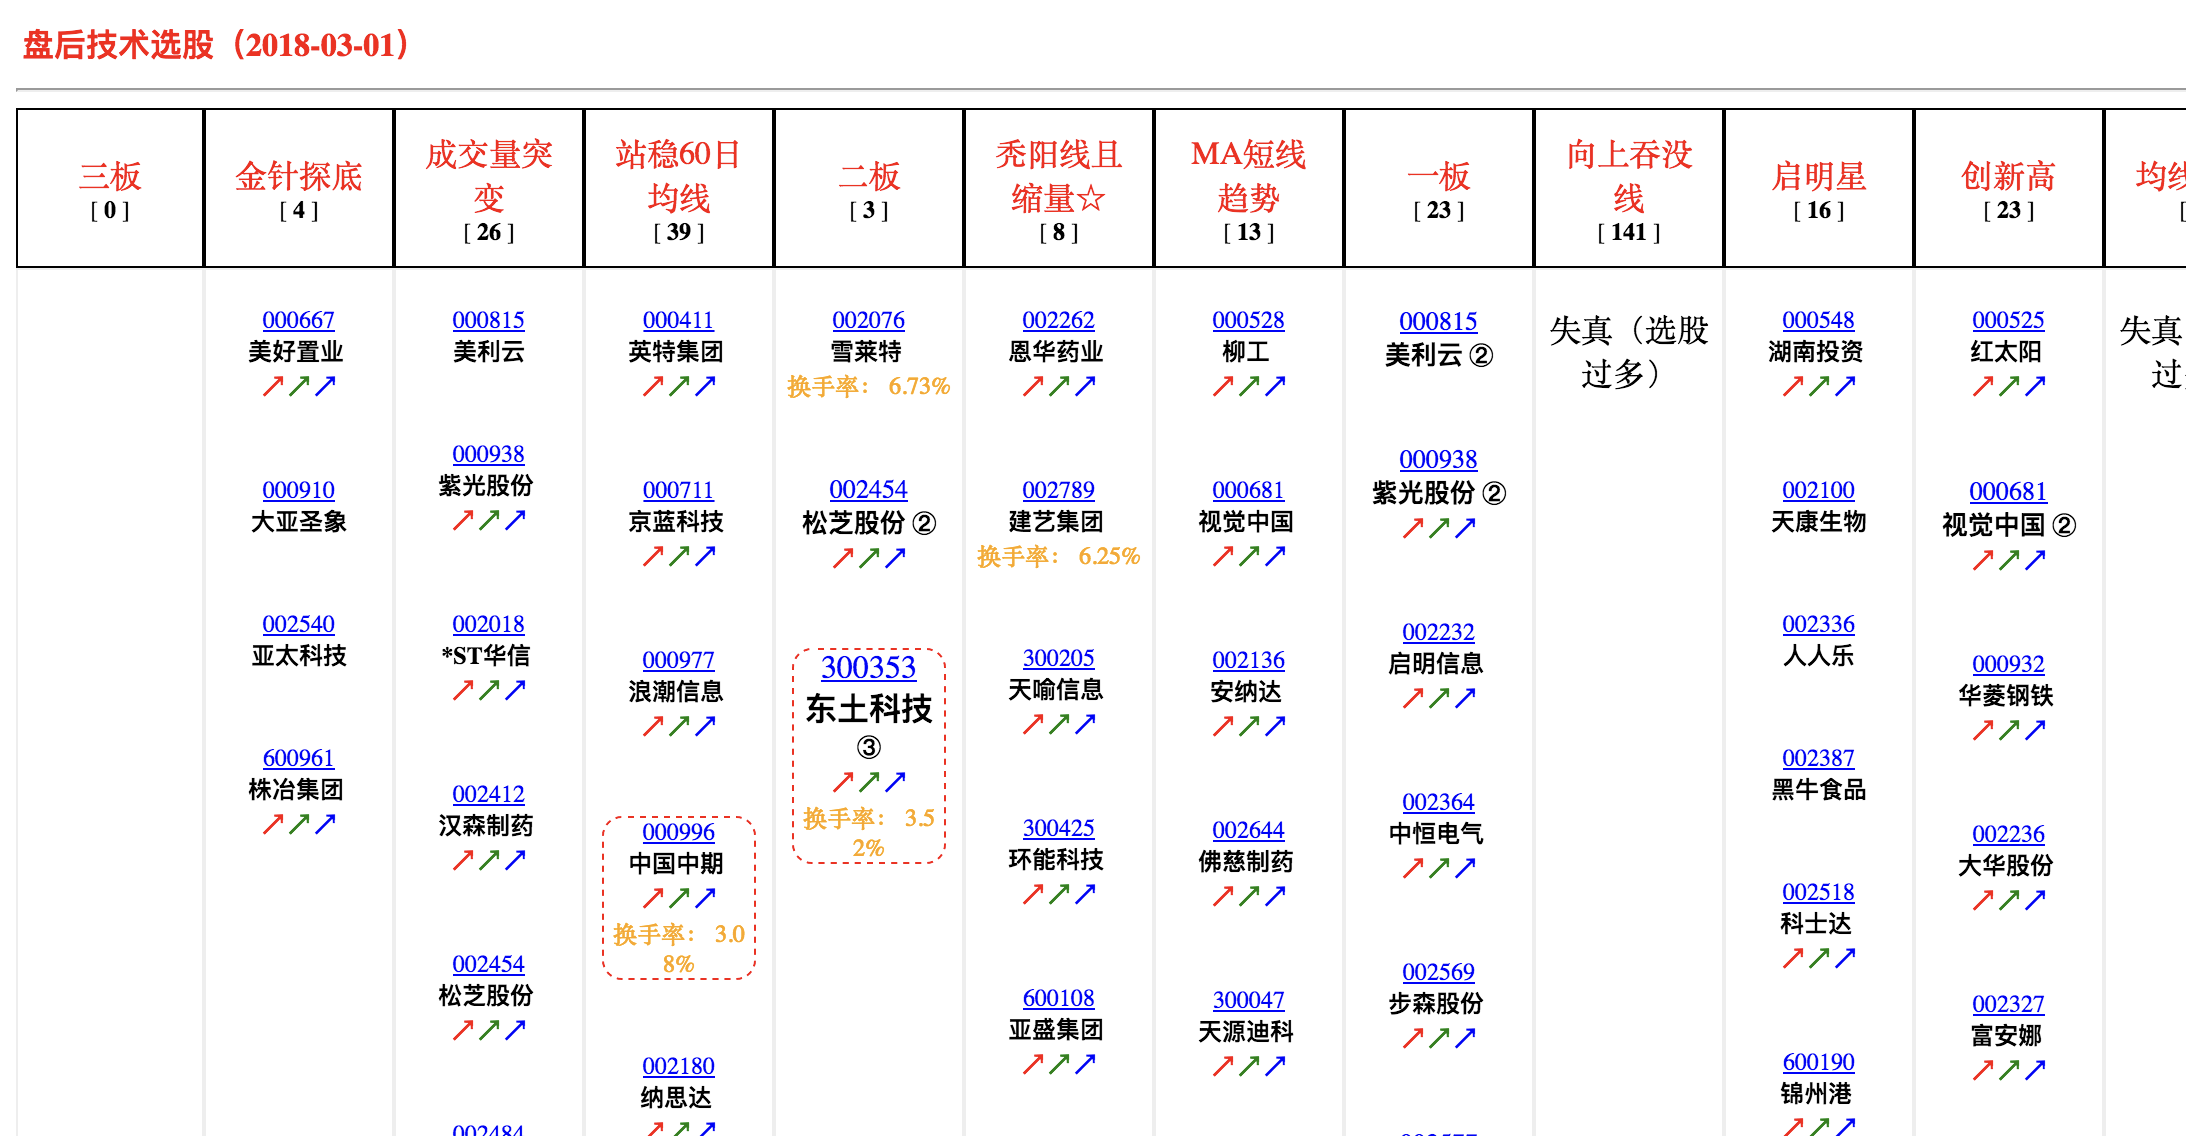 盘后技术选股（2018-03-01）
三板
[ 0 ]
金针探底
[ 4 ]
成交量突
变
[ 26 ]
站稳60日
均线
[ 39 ]
二板
[ 3 ]
秃阳线且
缩量☆
[ 8 ]
MA短线
趋势
[ 13 ]
一板
[ 23 ]
向上吞没
线
[ 141 ]
启明星
[ 16 ]
创新高
[ 23 ]
均线
[
000667
美好置业
↗↗↗
000910
大亚圣象
002540
亚太科技
600961
株冶集团
↗↗↗
000815
美利云
000938
紫光股份
↗↗↗
002018
*ST华信
↗↗↗
002412
汉森制药
↗↗↗
002454
松芝股份
↗↗↗
002484
000411
英特集团
↗↗↗
000711
京蓝科技
↗↗↗
000977
浪潮信息
↗↗↗
000996
中国中期
↗↗↗
换手率： 3.0
8%
002180
纳思达
↗↗↗
002076
雪莱特
换手率： 6.73%
002454
松芝股份 ②
↗↗↗
300353
东土科技
③
↗↗↗
换手率： 3.5
2%
002262
恩华药业
↗↗↗
002789
建艺集团
换手率： 6.25%
300205
天喻信息
↗↗↗
300425
环能科技
↗↗↗
600108
亚盛集团
↗↗↗
000528
柳工
↗↗↗
000681
视觉中国
↗↗↗
002136
安纳达
↗↗↗
002644
佛慈制药
↗↗↗
300047
天源迪科
↗↗↗
000815
美利云 ②
000938
紫光股份 ②
↗↗↗
002232
启明信息
↗↗↗
002364
中恒电气
↗↗↗
002569
步森股份
↗↗↗
失真（选股
过多）
000548
湖南投资
↗↗↗
002100
天康生物
002336
人人乐
002387
黑牛食品
002518
科士达
↗↗↗
600190
锦州港
↗↗↗
000525
红太阳
↗↗↗
000681
视觉中国 ②
↗↗↗
000932
华菱钢铁
↗↗↗
002236
大华股份
↗↗↗
002327
富安娜
↗↗↗
失真
过